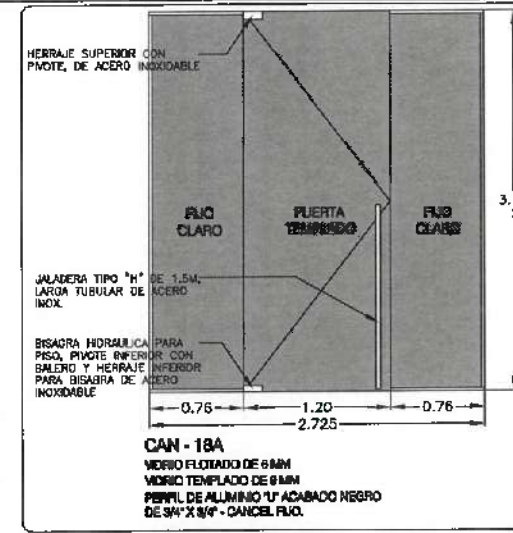 HERRAJE SUPERIOR CON
PIVOTE, DE ACERO INOXIDABLE
FIJO
CLARO
PUERTA
TEMPLADO
FIJO
CLARO
3.
JALADERA TIPO "H" DE 1.5M,
LARGA TUBULAR DE ACERO
INOX.
BISAGRA HIDRAULICA PARA
PISO, PIVOTE INFERIOR CON
BALERO Y HERRAJE INFERIOR
PARA BISAGRA DE ACERO
INOXIDABLE
0.76 1.20 0.76
2.725
CAN - 18A
VIDRIO FLOTADO DE 6 MM
VIDRIO TEMPLADO DE 9 MM
PERFIL DE ALUMINIO "U" ACABADO NEGRO
DE 3/4" X 3/4" - CANCEL FIJO.